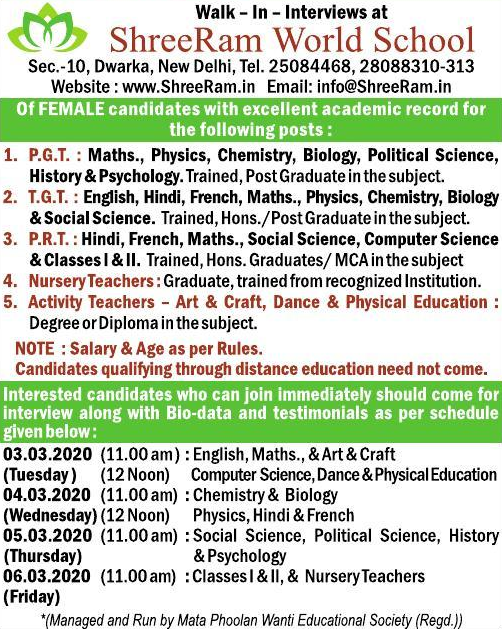 Walk – In – Interviews at
ShreeRam World School
Sec.-10, Dwarka, New Delhi, Tel. 25084468, 28088310-313
Website : www.ShreeRam.in Email: info@ShreeRam.in
Of FEMALE candidates with excellent academic record for
the following posts :
1. P.G.T. : Maths., Physics, Chemistry, Biology, Political Science,
History & Psychology. Trained, Post Graduate in the subject.
2. T.G.T. : English, Hindi, French, Maths., Physics, Chemistry, Biology
& Social Science. Trained, Hons./Post Graduate in the subject.
3. P.R.T. : Hindi, French, Maths., Social Science, Computer Science
& Classes I & II. Trained, Hons. Graduates/ MCA in the subject
4. Nursery Teachers : Graduate, trained from recognized Institution.
5. Activity Teachers – Art & Craft, Dance & Physical Education :
Degree or Diploma in the subject.
NOTE : Salary & Age as per Rules.
Candidates qualifying through distance education need not come.
Interested candidates who can join immediately should come for
interview along with Bio-data and testimonials as per schedule
given below :
03.03.2020 (11.00 am) : English, Maths., & Art & Craft
(Tuesday) (12 Noon) Computer Science, Dance & Physical Education
04.03.2020 (11.00 am) : Chemistry & Biology
(Wednesday) (12 Noon) Physics, Hindi & French
05.03.2020 (11.00 am) : Social Science, Political Science, History
(Thursday) & Psychology
06.03.2020 (11.00 am) : Classes I & II, & Nursery Teachers
(Friday)
*(Managed and Run by Mata Phoolan Wanti Educational Society (Regd.))